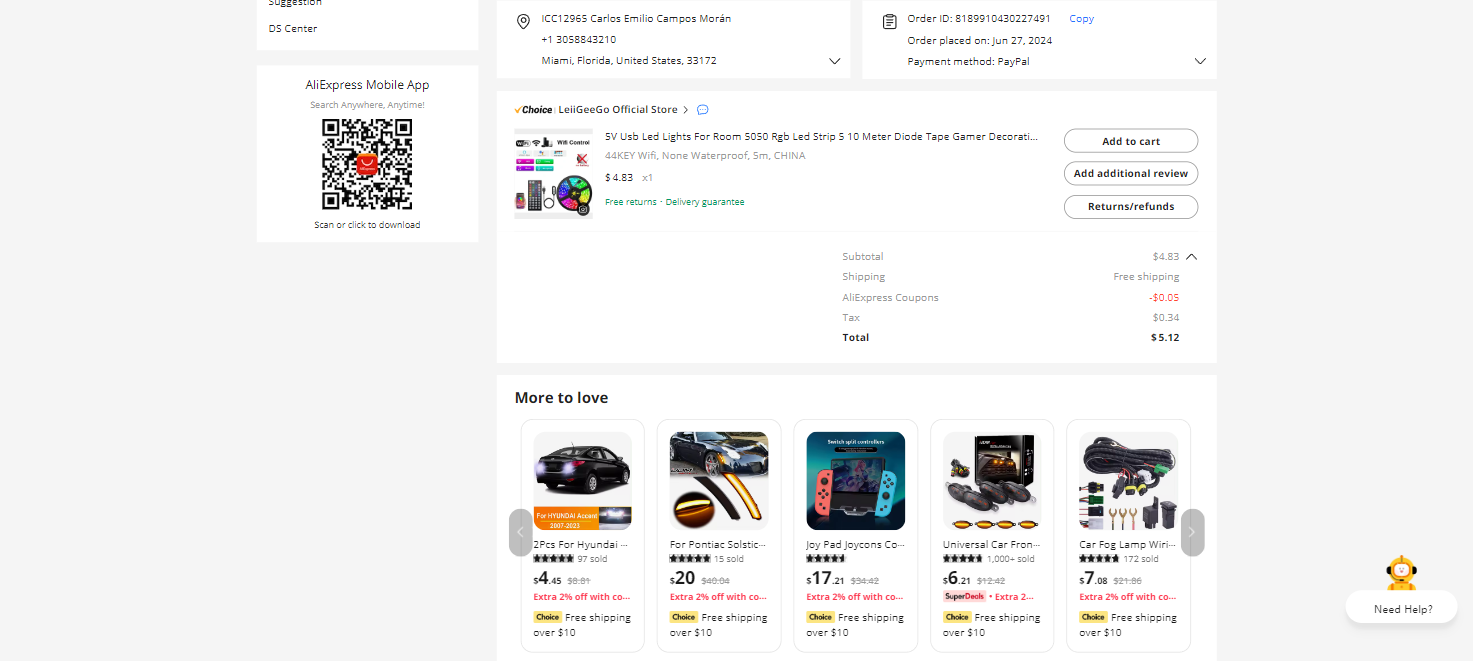 Suggestion
DS Center
AliExpress Mobile App
Search Anywhere, Anytime!
AliExpress
Scan or click to download
ICC12965 Carlos Emilio Campos Morán
+1 3058843210
Miami, Florida, United States, 33172
Order ID: 8189910430227491 Copy
Order placed on: Jun 27, 2024
Payment method: PayPal
Choice LeiiGeeGo Official Store
Wifi Control
5V Usb Led Lights For Room 5050 Rgb Led Strip 5 10 Meter Diode Tape Gamer Decorati...
44KEY Wifi, None Waterproof, 5m, CHINA
$ 4.83 x1
Free returns · Delivery guarantee
Add to cart
Add additional review
Returns/refunds
Subtotal $4.83
Shipping Free shipping
AliExpress Coupons -$0.05
Tax $0.34
Total $5.12
More to love
For HYUNDAI Accent
2007-2023
2Pcs For Hyundai ...
97 sold
$4.45 $8.81
Extra 2% off with co...
Choice Free shipping
over $10
For Pontiac Solstic...
15 sold
$20 $40.04
Extra 2% off with co...
Choice Free shipping
over $10
Switch split controllers
Joy Pad Joycons Co...
$17.21 $34.42
Extra 2% off with co...
Choice Free shipping
over $10
Universal Car Fron...
1,000+ sold
$6.21 $12.42
SuperDeals • Extra 2...
Choice Free shipping
over $10
Car Fog Lamp Wiri...
172 sold
$7.08 $21.86
Extra 2% off with co...
Choice Free shipping
over $10
Need Help?